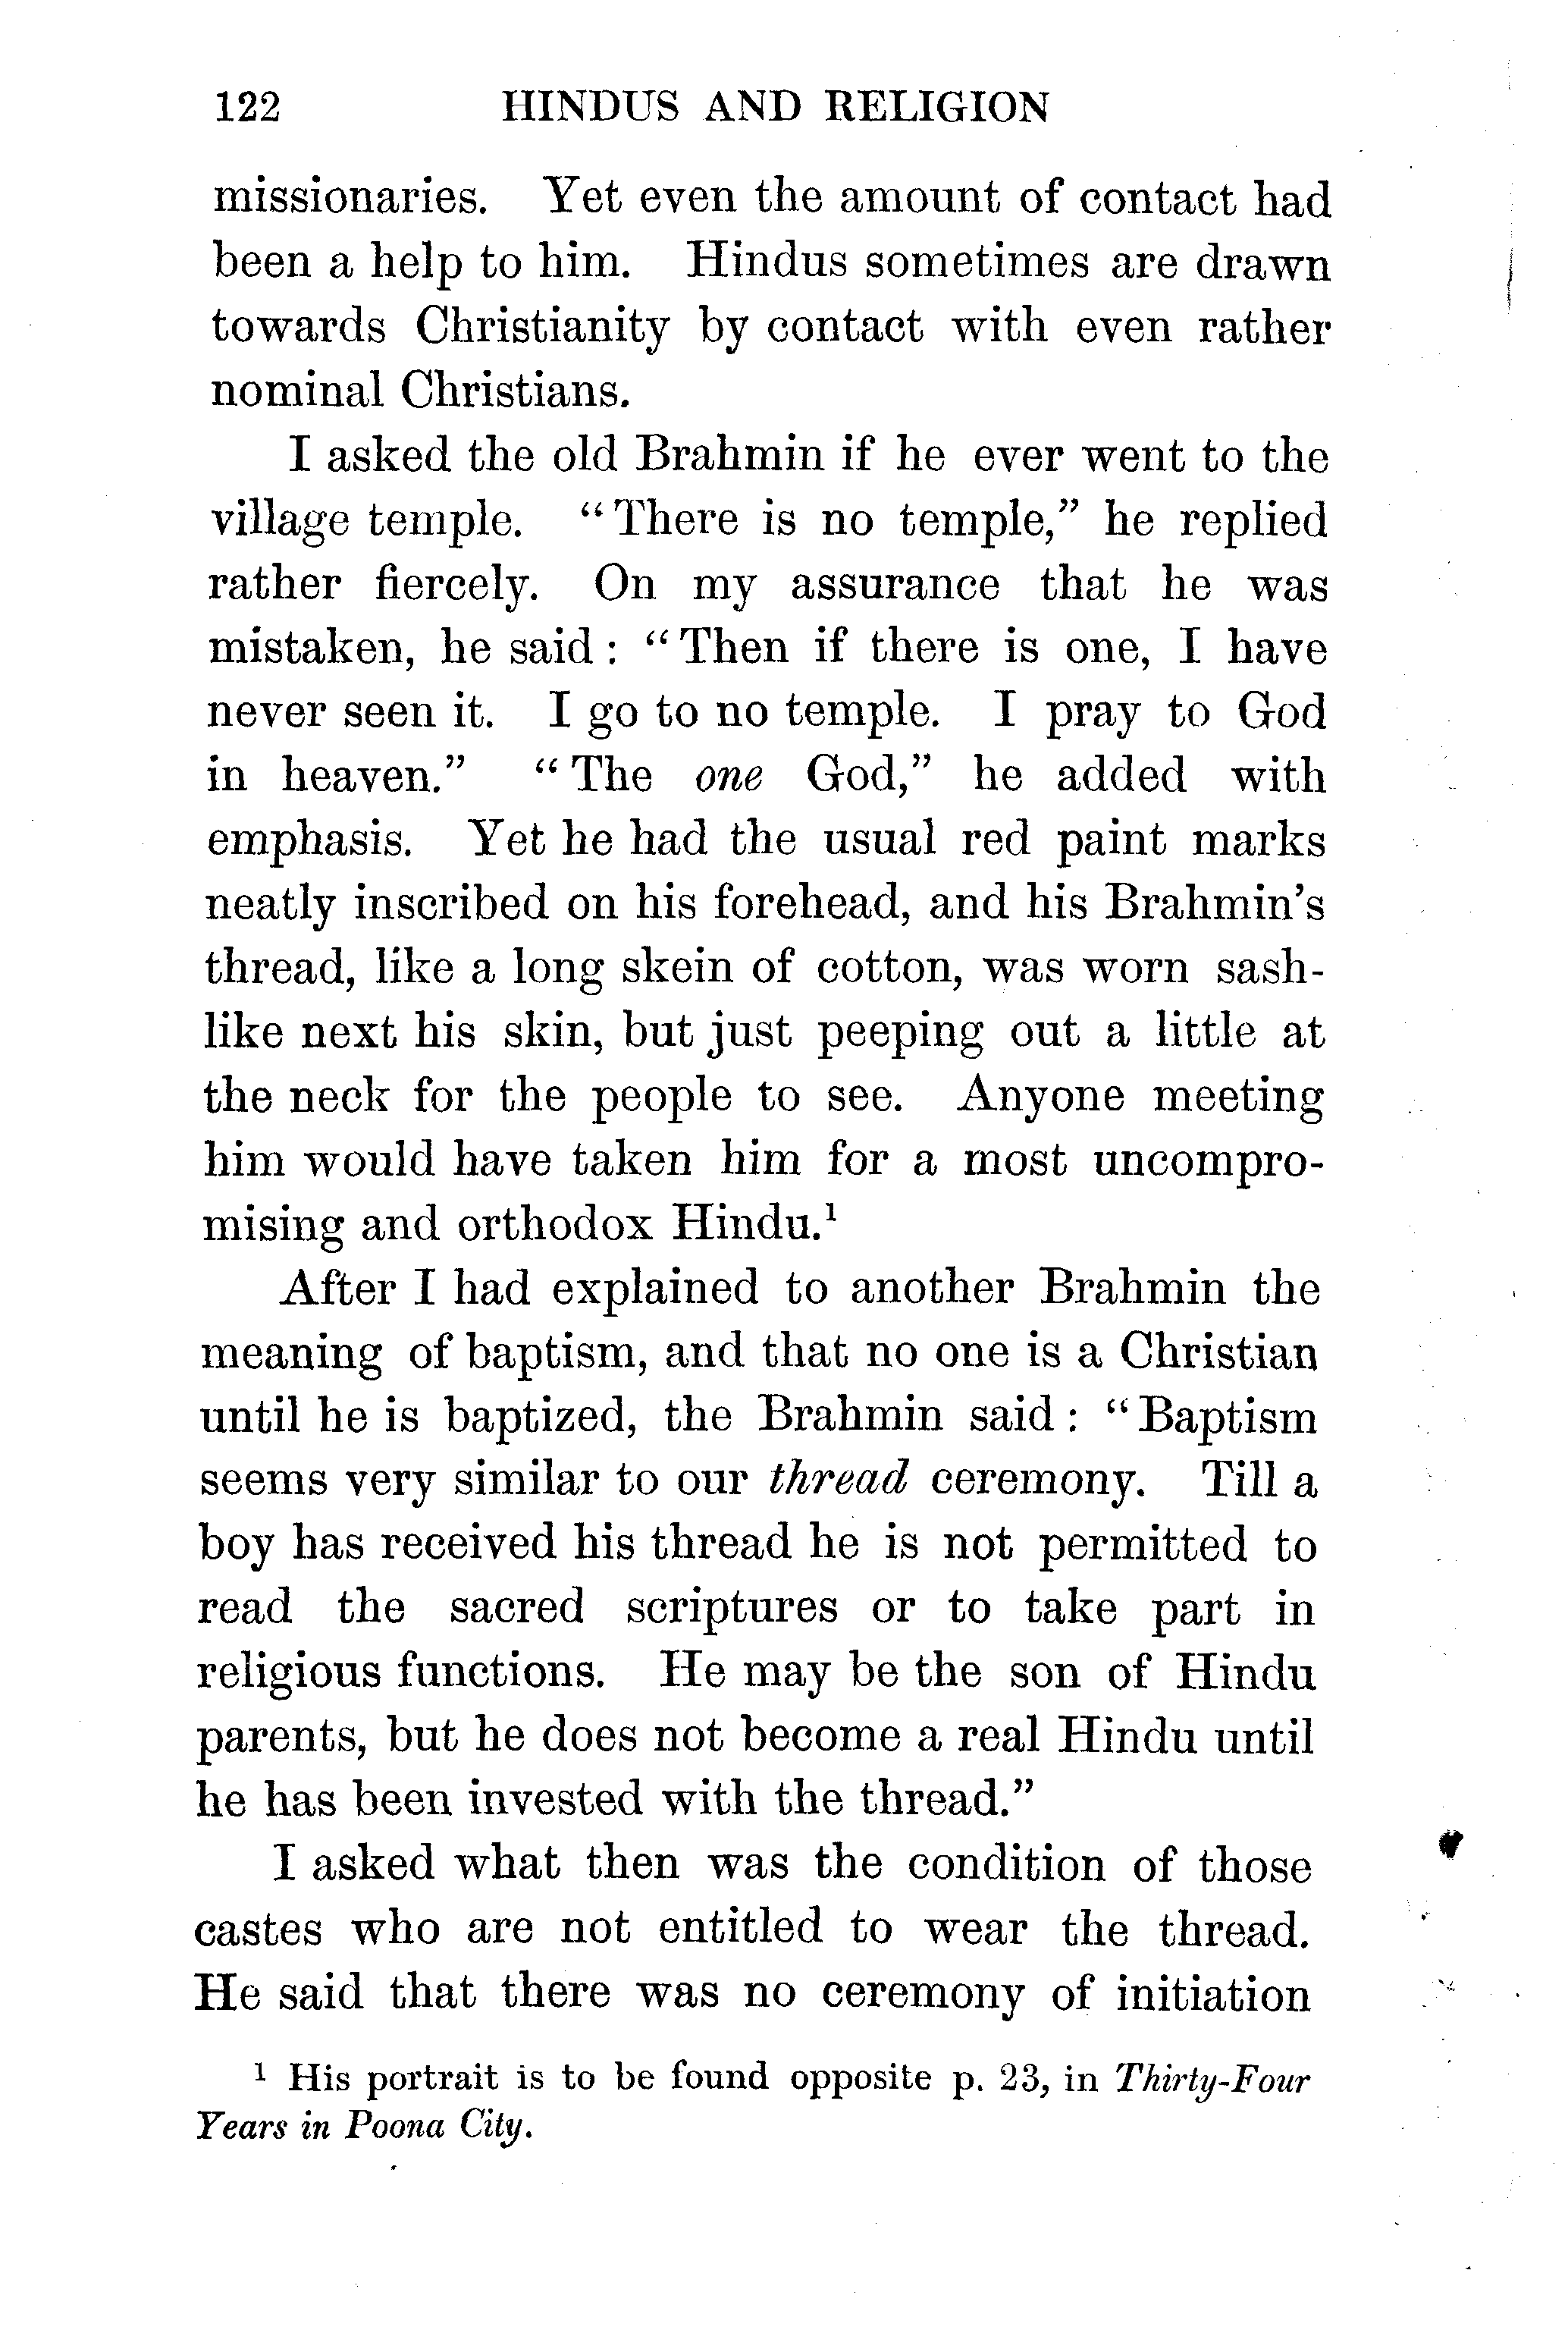 122 HINDUS AND RELIGION
missionaries. Yet even the amount of contact had
been a help to him. Hindus sometimes are drawn
towards Christianity by contact with even rather
nominal Christians.
I asked the old Brahmin if he ever went to the
village temple. “There is no temple,” he replied
rather fiercely. On my assurance that he was
mistaken, he said : “Then if there is one, I have
never seen it. I go to no temple. I pray to God
in heaven.” “The one God,” he added with
emphasis. Yet he had the usual red paint marks
neatly inscribed on his forehead, and his Brahmin’s
thread, like a long skein of cotton, was worn sash-
like next his skin, but just peeping out a little at
the neck for the people to see. Anyone meeting
him would have taken him for a most uncompro-
mising and orthodox Hindu.¹
After I had explained to another Brahmin the
meaning of baptism, and that no one is a Christian
until he is baptized, the Brahmin said : “Baptism
seems very similar to our thread ceremony. Till a
boy has received his thread he is not permitted to
read the sacred scriptures or to take part in
religious functions. He may be the son of Hindu
parents, but he does not become a real Hindu until
he has been invested with the thread.”
I asked what then was the condition of those
castes who are not entitled to wear the thread.
He said that there was no ceremony of initiation
¹ His portrait is to be found opposite p. 23, in Thirty-Four
Years in Poona City.